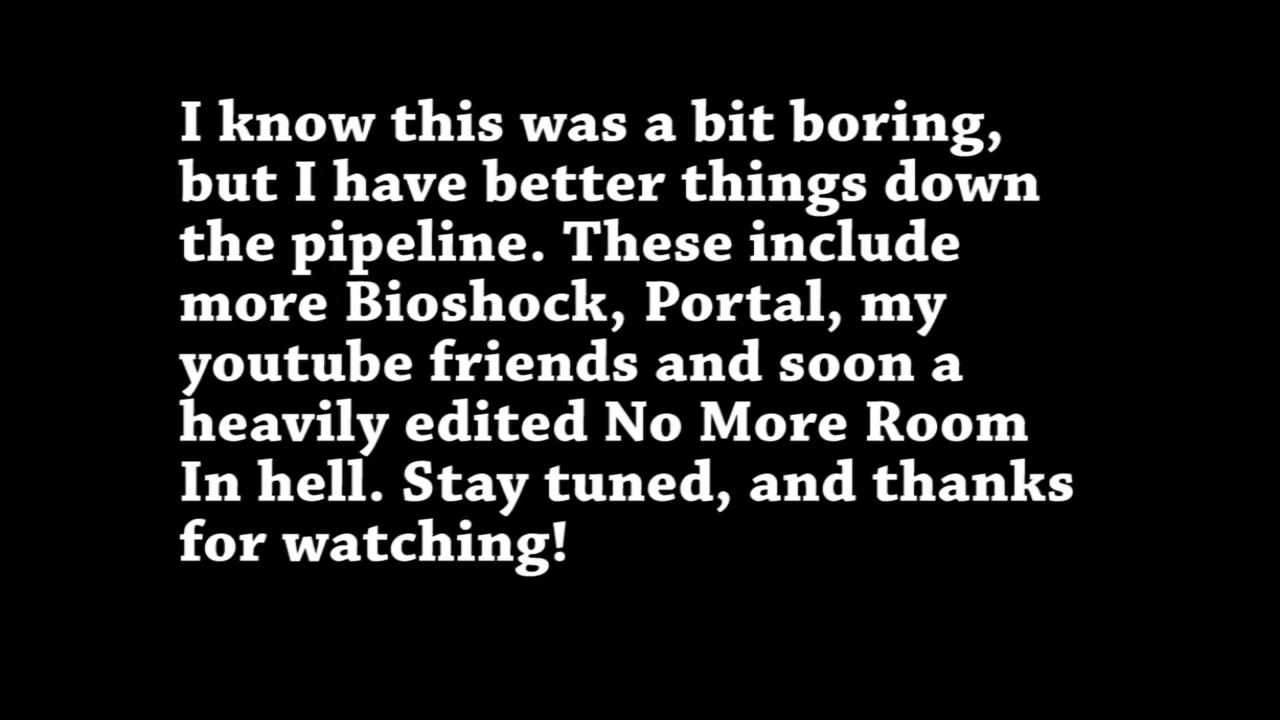 I know this was a bit boring,
but I have better things down
the pipeline. These include
more Bioshock, Portal, my
youtube friends and soon a
heavily edited No More Room
In hell. Stay tuned, and thanks
for watching!